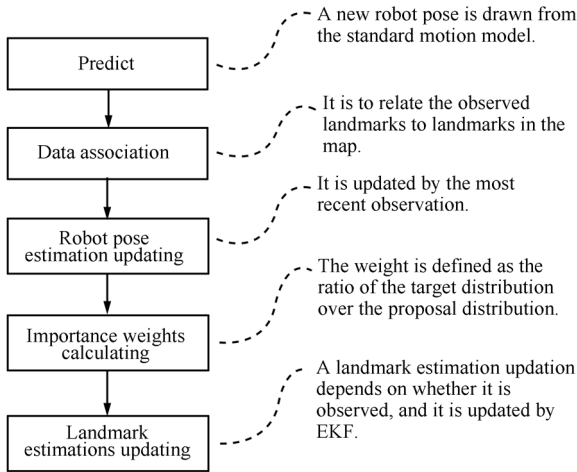 A new robot pose is drawn from
the standard motion model.
Predict
It is to relate the observed
landmarks to landmarks in the
map.
Data association
It is updated by the most
recent observation.
Robot pose
estimation updating
The weight is defined as the
ratio of the target distribution
over the proposal distribution.
Importance weights
calculating
A landmark estimation updation
depends on whether it is
observed, and it is updated by
EKF.
Landmark
estimations updating